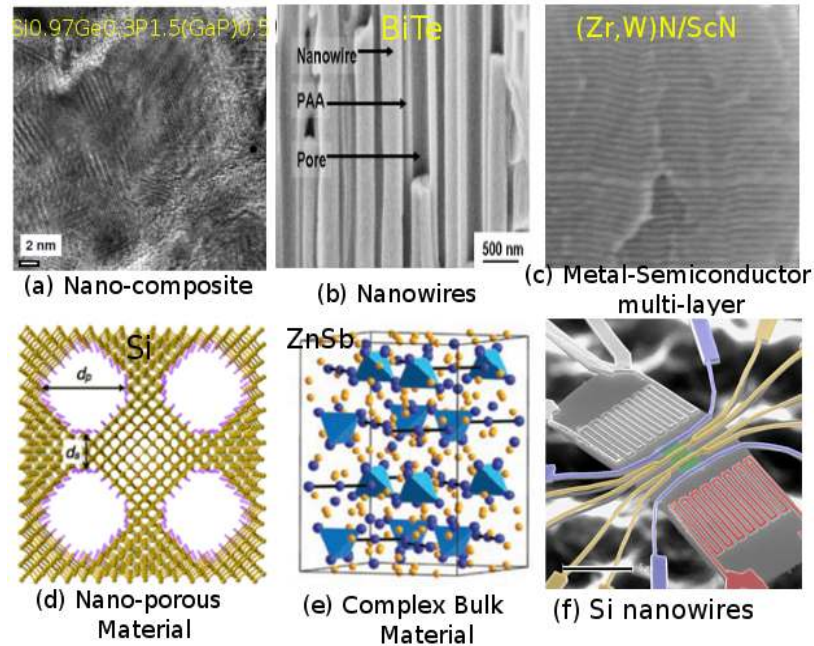 Si0.97Ge0.3P1.5(GaP)0.5
BiTe
(Zr,W)N/ScN
Nanowire
PAA
Pore
2 nm
500 nm
(a) Nano-composite
(b) Nanowires
(c) Metal-Semiconductor
multi-layer
Si
ZnSb
dp
ds
(d) Nano-porous
Material
(e) Complex Bulk
Material
(f) Si nanowires